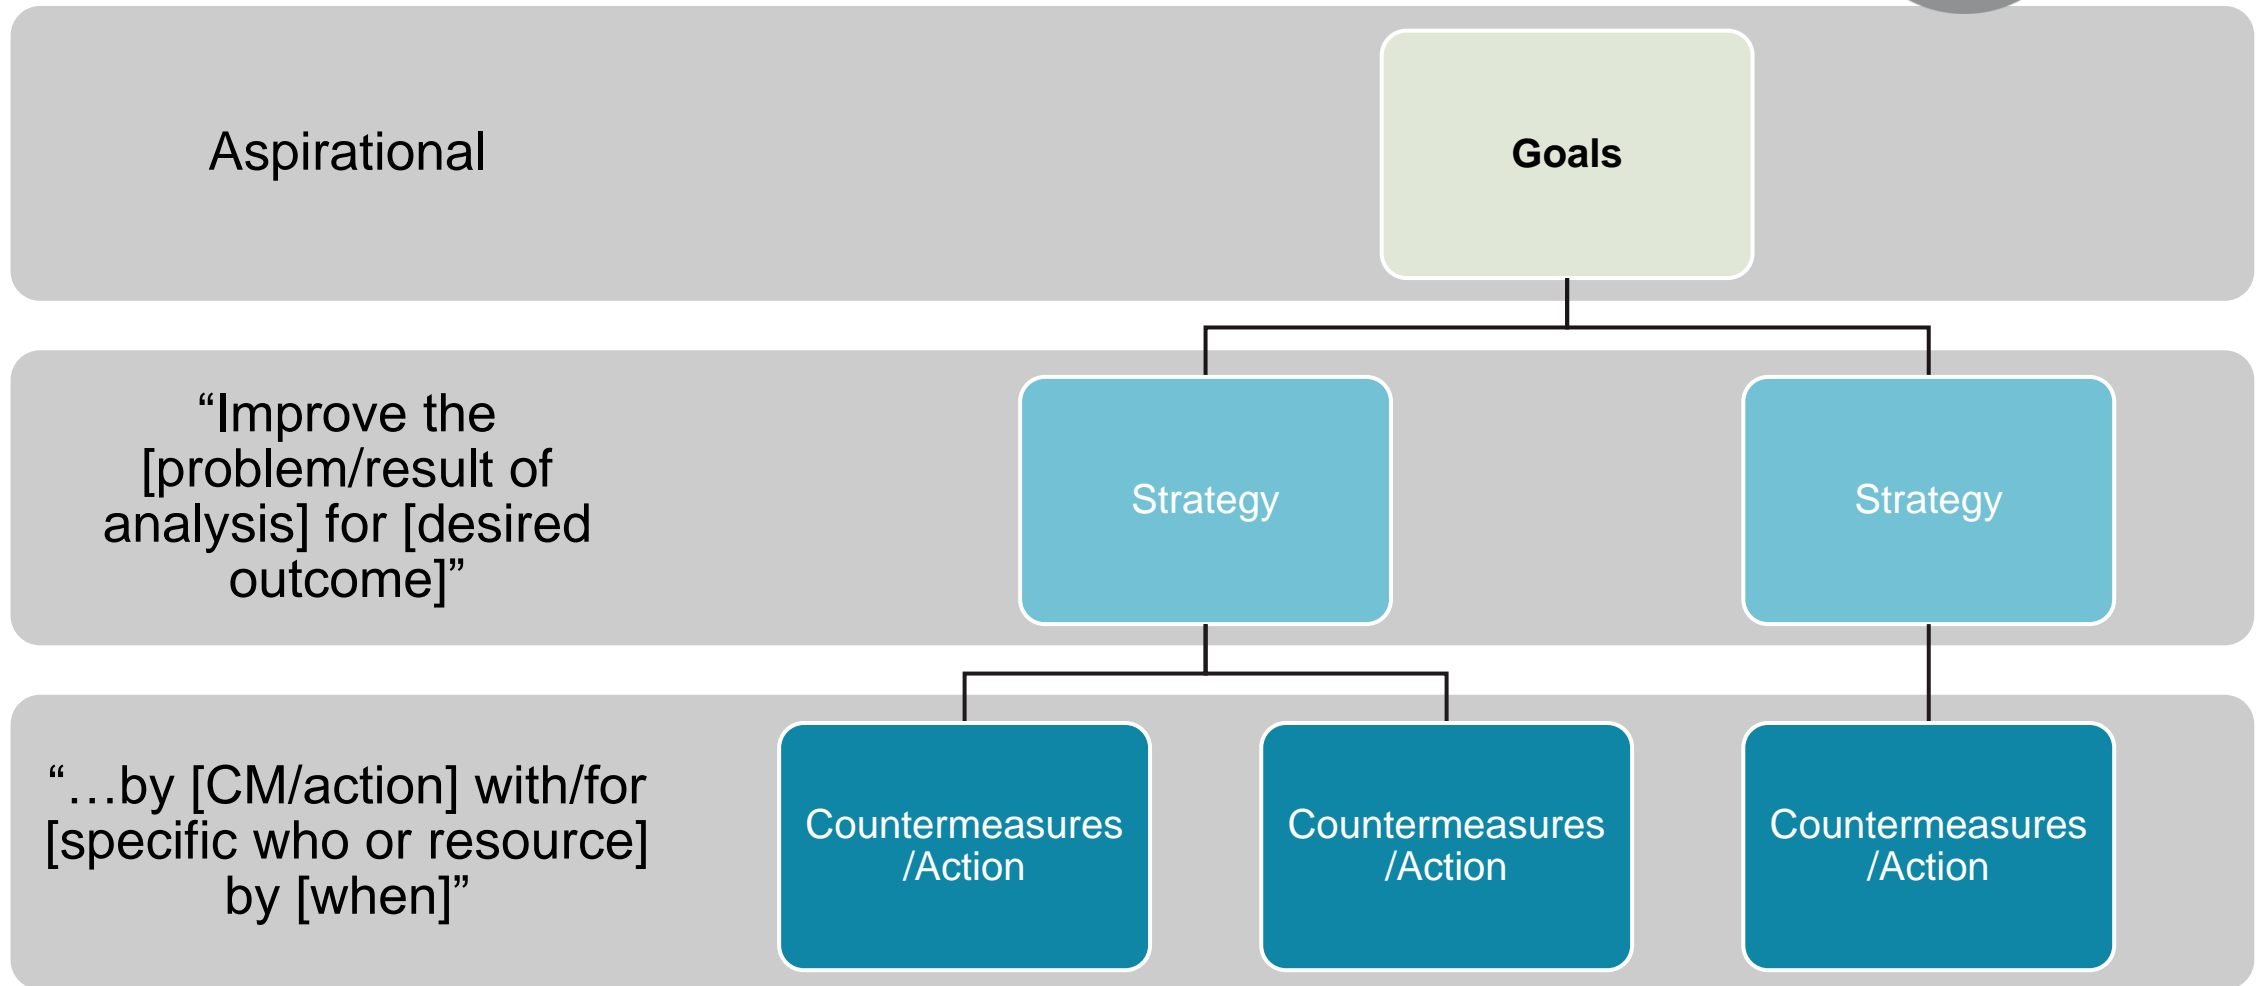 Aspirational
Goals
“Improve the
[problem/result of
analysis] for [desired
outcome]”
Strategy
Strategy
“…by [CM/action] with/for
[specific who or resource]
by [when]”
Countermeasures
/Action
Countermeasures
/Action
Countermeasures
/Action